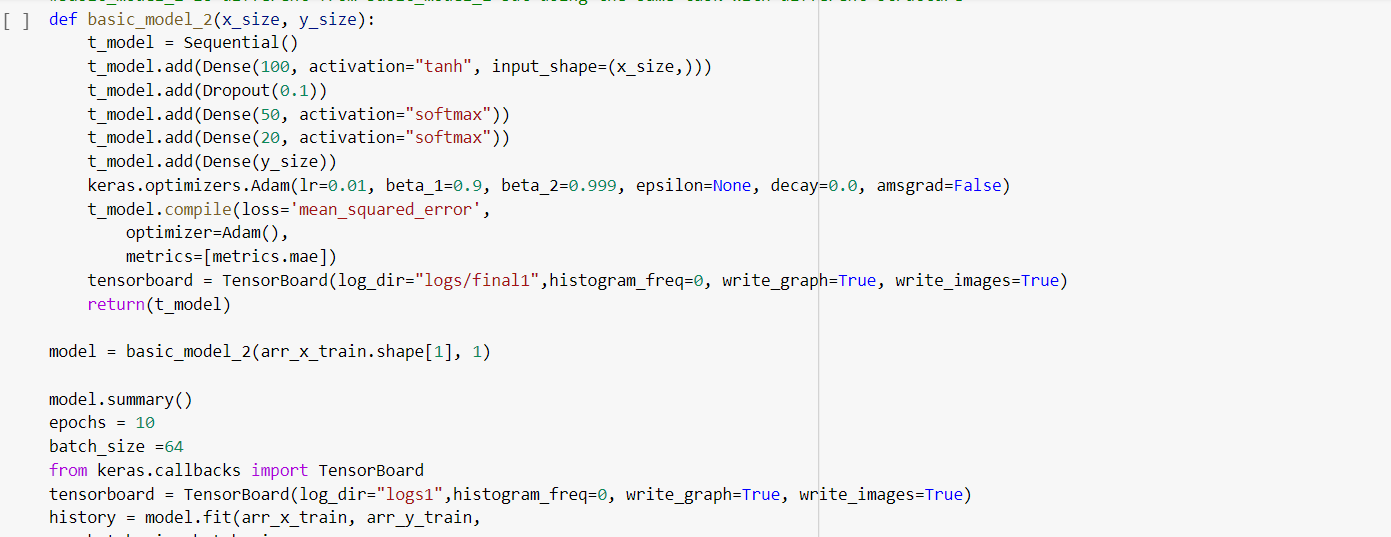 [ ] def basic_model_2(x_size, y_size):
t_model = Sequential()
t_model.add(Dense(100, activation="tanh", input_shape=(x_size,)))
t_model.add(Dropout(0.1))
t_model.add(Dense(50, activation="softmax"))
t_model.add(Dense(20, activation="softmax"))
t_model.add(Dense(y_size))
keras.optimizers.Adam(lr=0.01, beta_1=0.9, beta_2=0.999, epsilon=None, decay=0.0, amsgrad=False)
t_model.compile(loss='mean_squared_error',
optimizer=Adam(),
metrics=[metrics.mae])
tensorboard = TensorBoard(log_dir="logs/final1",histogram_freq=0, write_graph=True, write_images=True)
return(t_model)
model = basic_model_2(arr_x_train.shape[1], 1)
model.summary()
epochs = 10
batch_size =64
from keras.callbacks import TensorBoard
tensorboard = TensorBoard(log_dir="logs1",histogram_freq=0, write_graph=True, write_images=True)
history = model.fit(arr_x_train, arr_y_train,